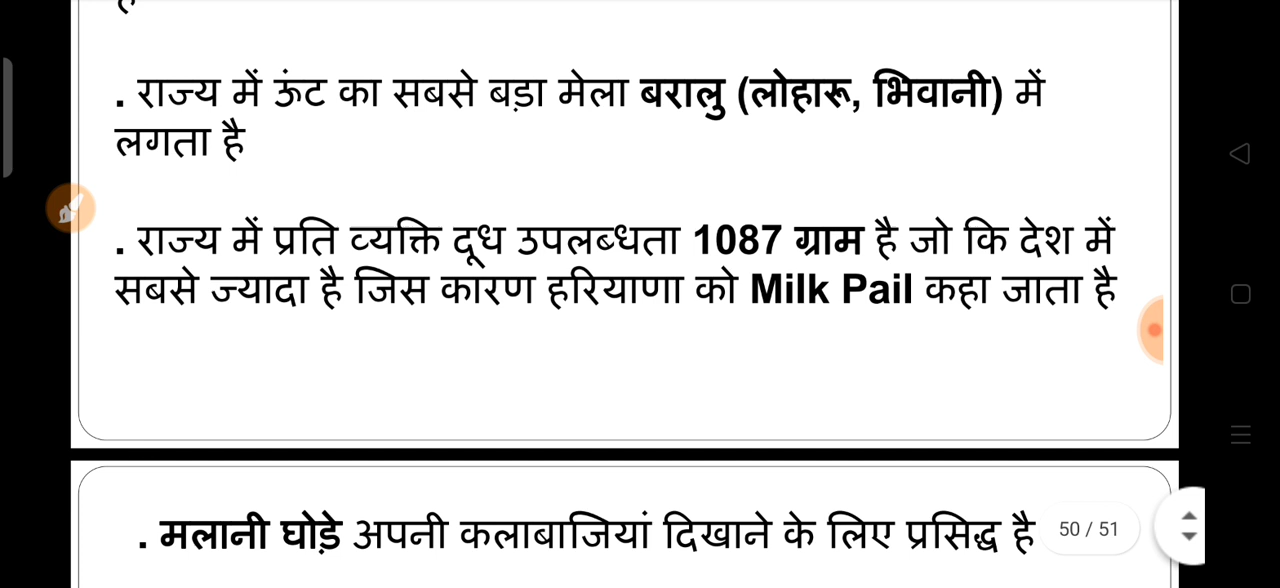 . राज्य में ऊंट का सबसे बड़ा मेला बरालु (लोहारू, भिवानी) में
लगता है
. राज्य में प्रति व्यक्ति दूध उपलब्धता 1087 ग्राम है जो कि देश में
सबसे ज्यादा है जिस कारण हरियाणा को Milk Pail कहा जाता है
. मलानी घोड़े अपनी कलाबाजियां दिखाने के लिए प्रसिद्ध है
50 / 51